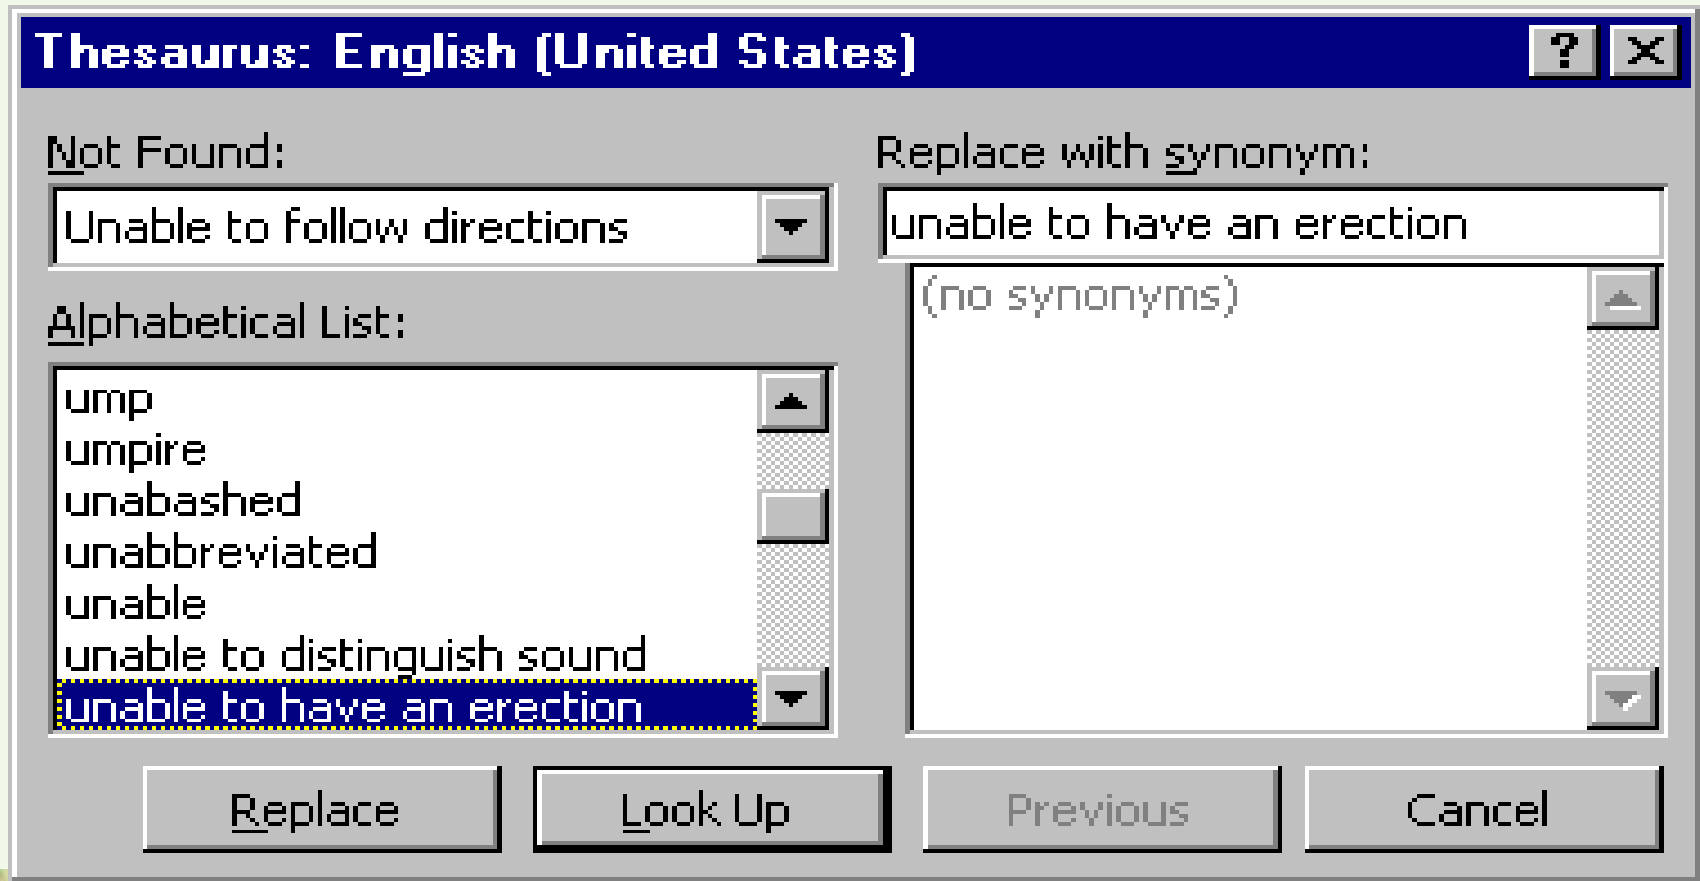 Thesaurus: English (United States)
?
Not Found:
Unable to follow directions
Alphabetical List:
ump
umpire
unabashed
unabbreviated
unable
unable to distinguish sound
unable to have an erection
Replace with synonym:
unable to have an erection
(no synonyms)
Replace
Look Up
Previous
Cancel